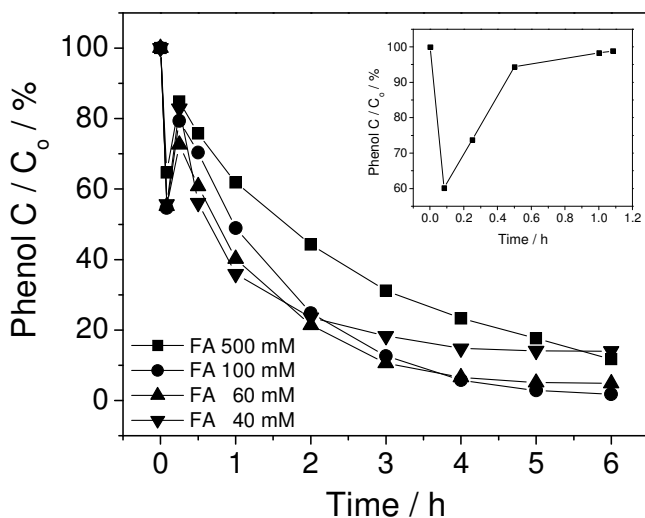 Phenol C / C₀ / %
100
80
60
40
20
0
0 1 2 3 4 5 6
Time / h
FA 500 mM
FA 100 mM
FA 60 mM
FA 40 mM
Phenol C / C₀ / %
100
90
80
70
60
0.0 0.2 0.4 0.6 0.8 1.0 1.2
Time / h